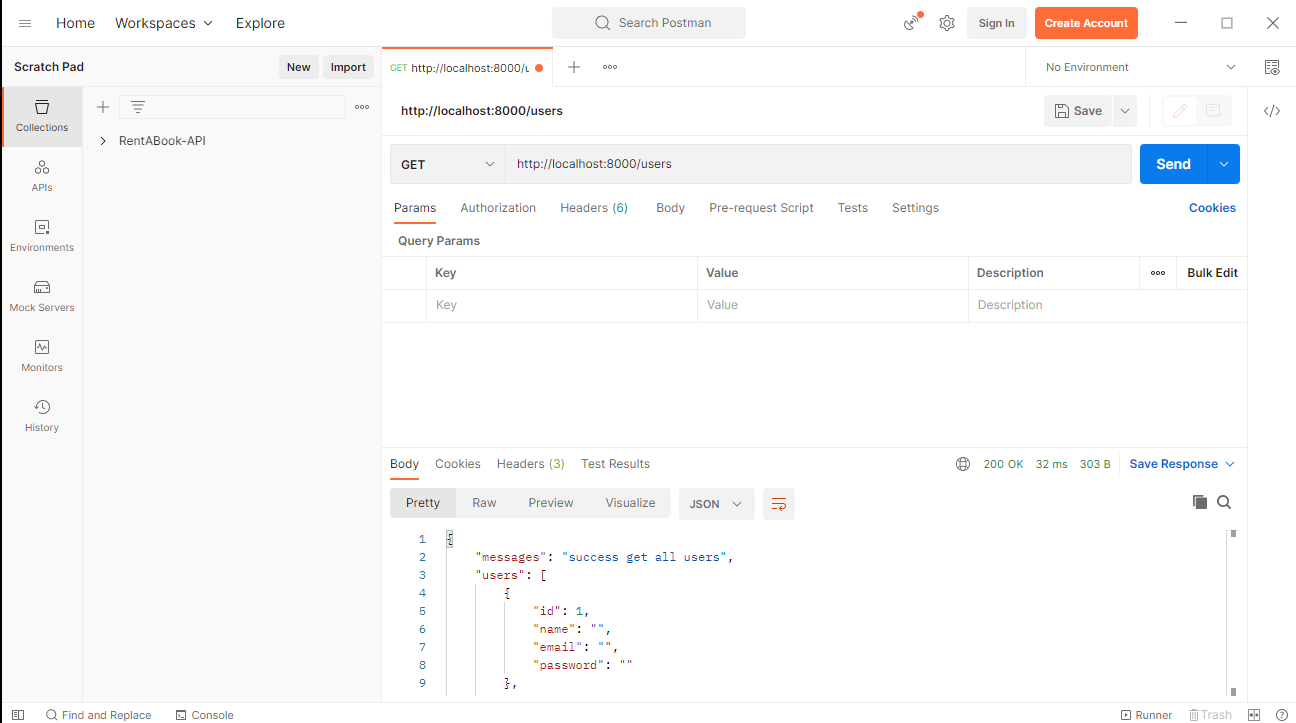 Home Workspaces Explore Search Postman Sign In Create Account
Scratch Pad New Import GET http://localhost:8000/u No Environment
Collections
APIs
Environments
Mock Servers
Monitors
History
RentABook-API
http://localhost:8000/users Save
GET http://localhost:8000/users Send
Params Authorization Headers (6) Body Pre-request Script Tests Settings Cookies
Query Params
Key Value Description Bulk Edit
Key Value Description
Body Cookies Headers (3) Test Results 200 OK 32 ms 303 B Save Response
Pretty Raw Preview Visualize JSON
1 {
2 "messages": "success get all users",
3 "users": [
4 {
5 "id": 1,
6 "name": "",
7 "email": "",
8 "password": ""
9 },
Find and Replace Console Runner Trash